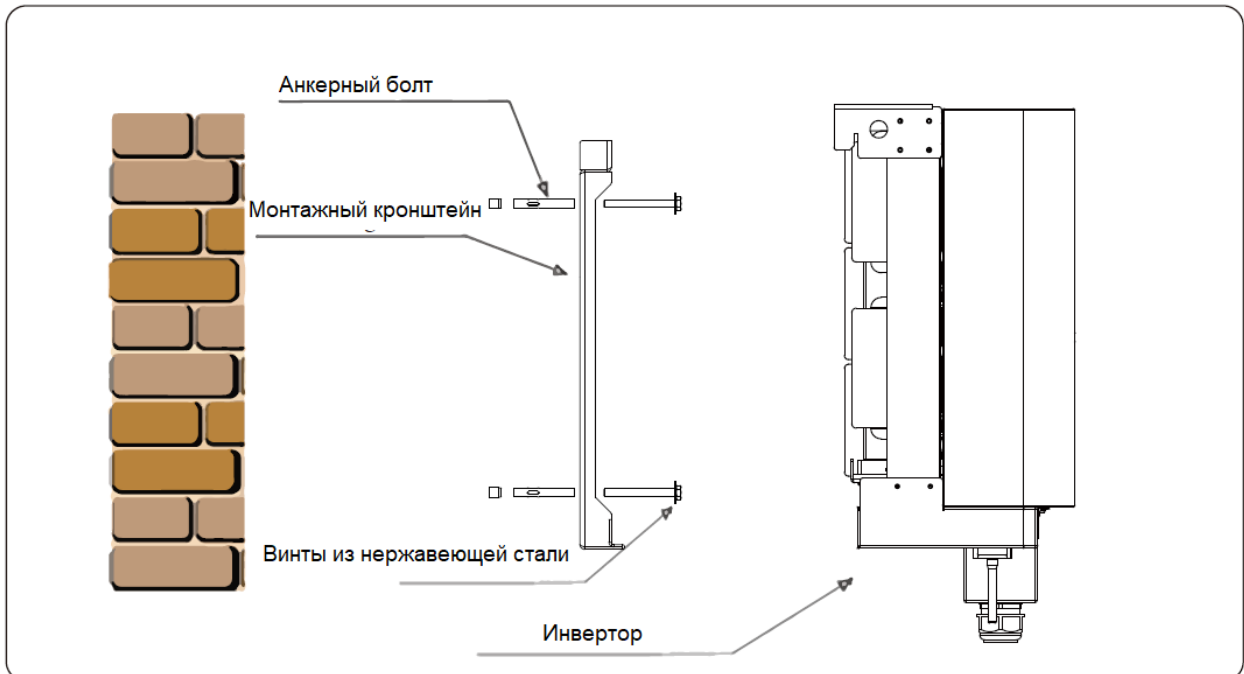 Анкерный болт
Монтажный кронштейн
Винты из нержавеющей стали
Инвертор